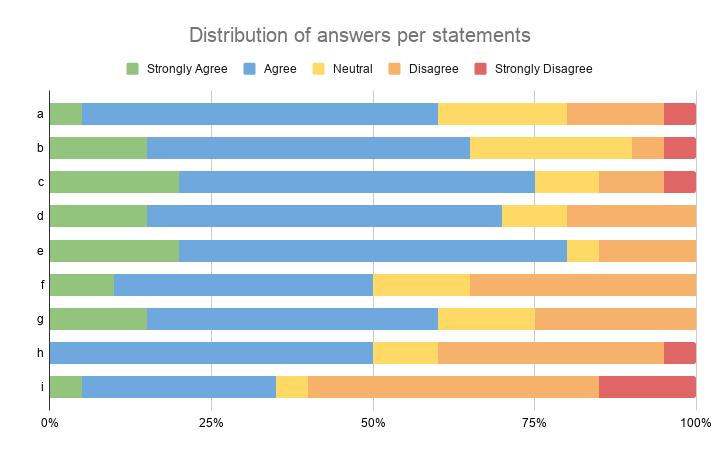 Distribution of answers per statements
Strongly Agree Agree Neutral Disagree Strongly Disagree
a
b
c
d
e
f
g
h
i
0% 25% 50% 75% 100%